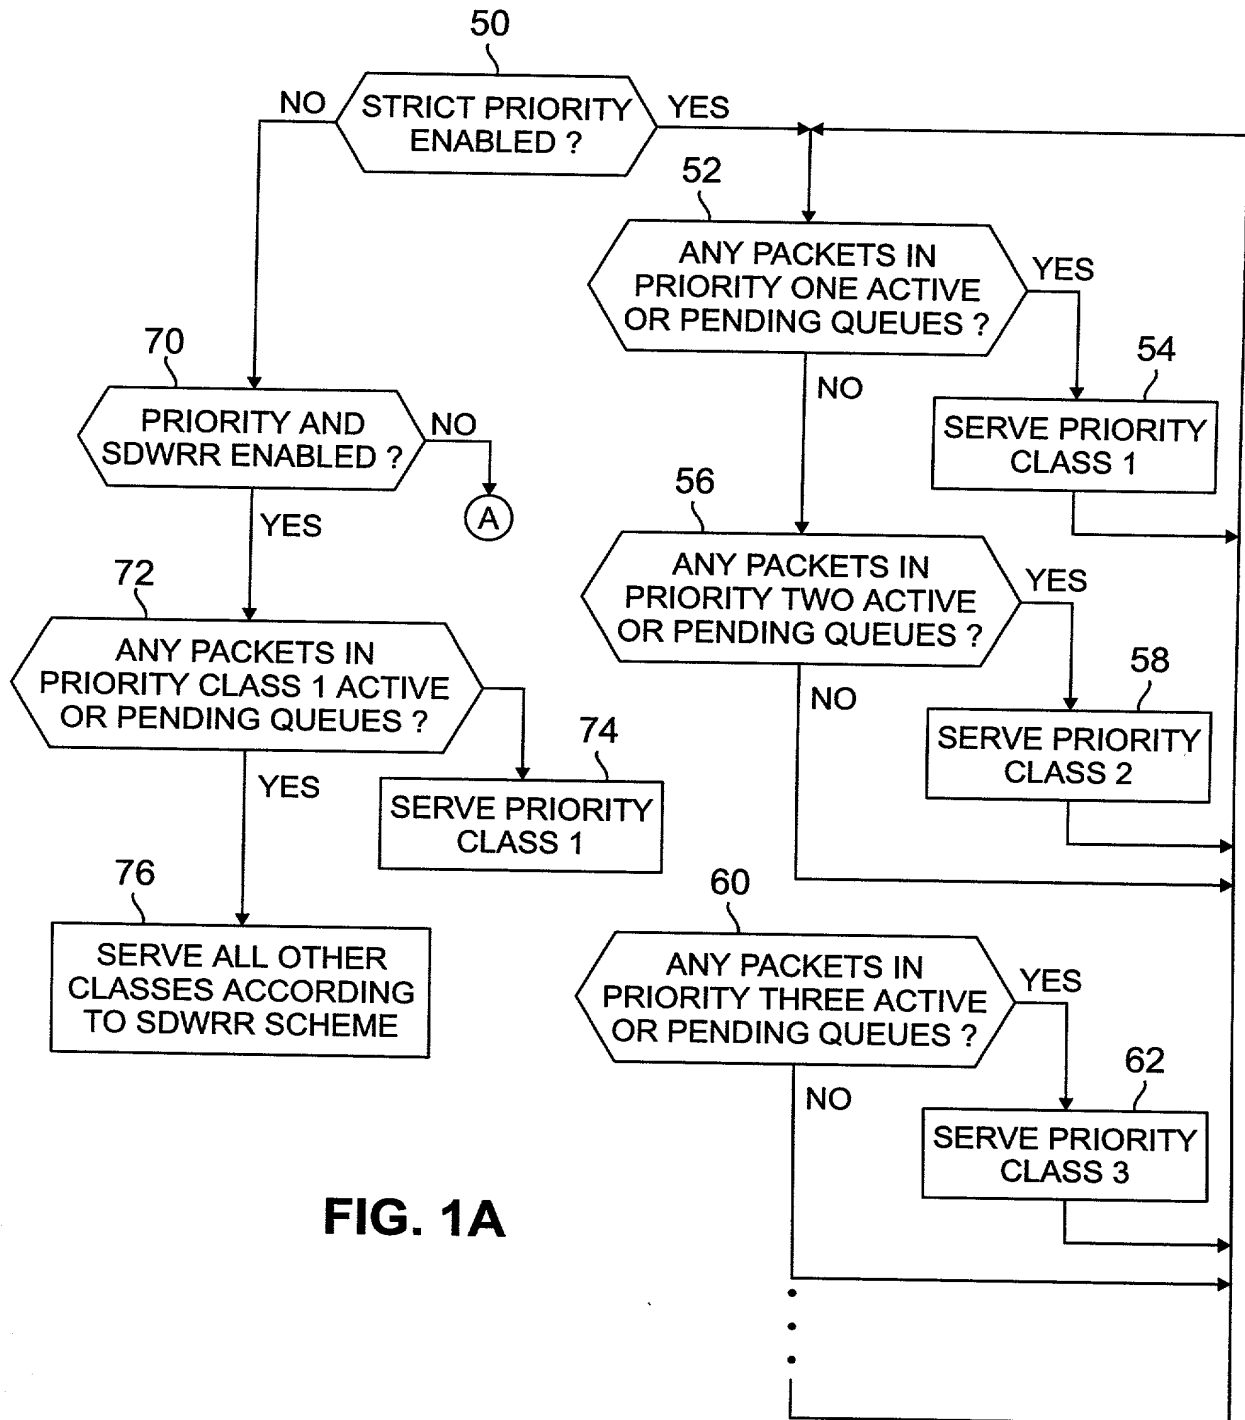 50
STRICT PRIORITY
ENABLED ?
NO
YES
52
ANY PACKETS IN
PRIORITY ONE ACTIVE
OR PENDING QUEUES ?
YES
NO
54
SERVE PRIORITY
CLASS 1
70
PRIORITY AND
SDWRR ENABLED ?
NO
A
YES
56
ANY PACKETS IN
PRIORITY TWO ACTIVE
OR PENDING QUEUES ?
YES
NO
58
SERVE PRIORITY
CLASS 2
72
ANY PACKETS IN
PRIORITY CLASS 1 ACTIVE
OR PENDING QUEUES ?
YES
74
SERVE PRIORITY
CLASS 1
76
SERVE ALL OTHER
CLASSES ACCORDING
TO SDWRR SCHEME
60
ANY PACKETS IN
PRIORITY THREE ACTIVE
OR PENDING QUEUES ?
YES
NO
62
SERVE PRIORITY
CLASS 3
FIG. 1A